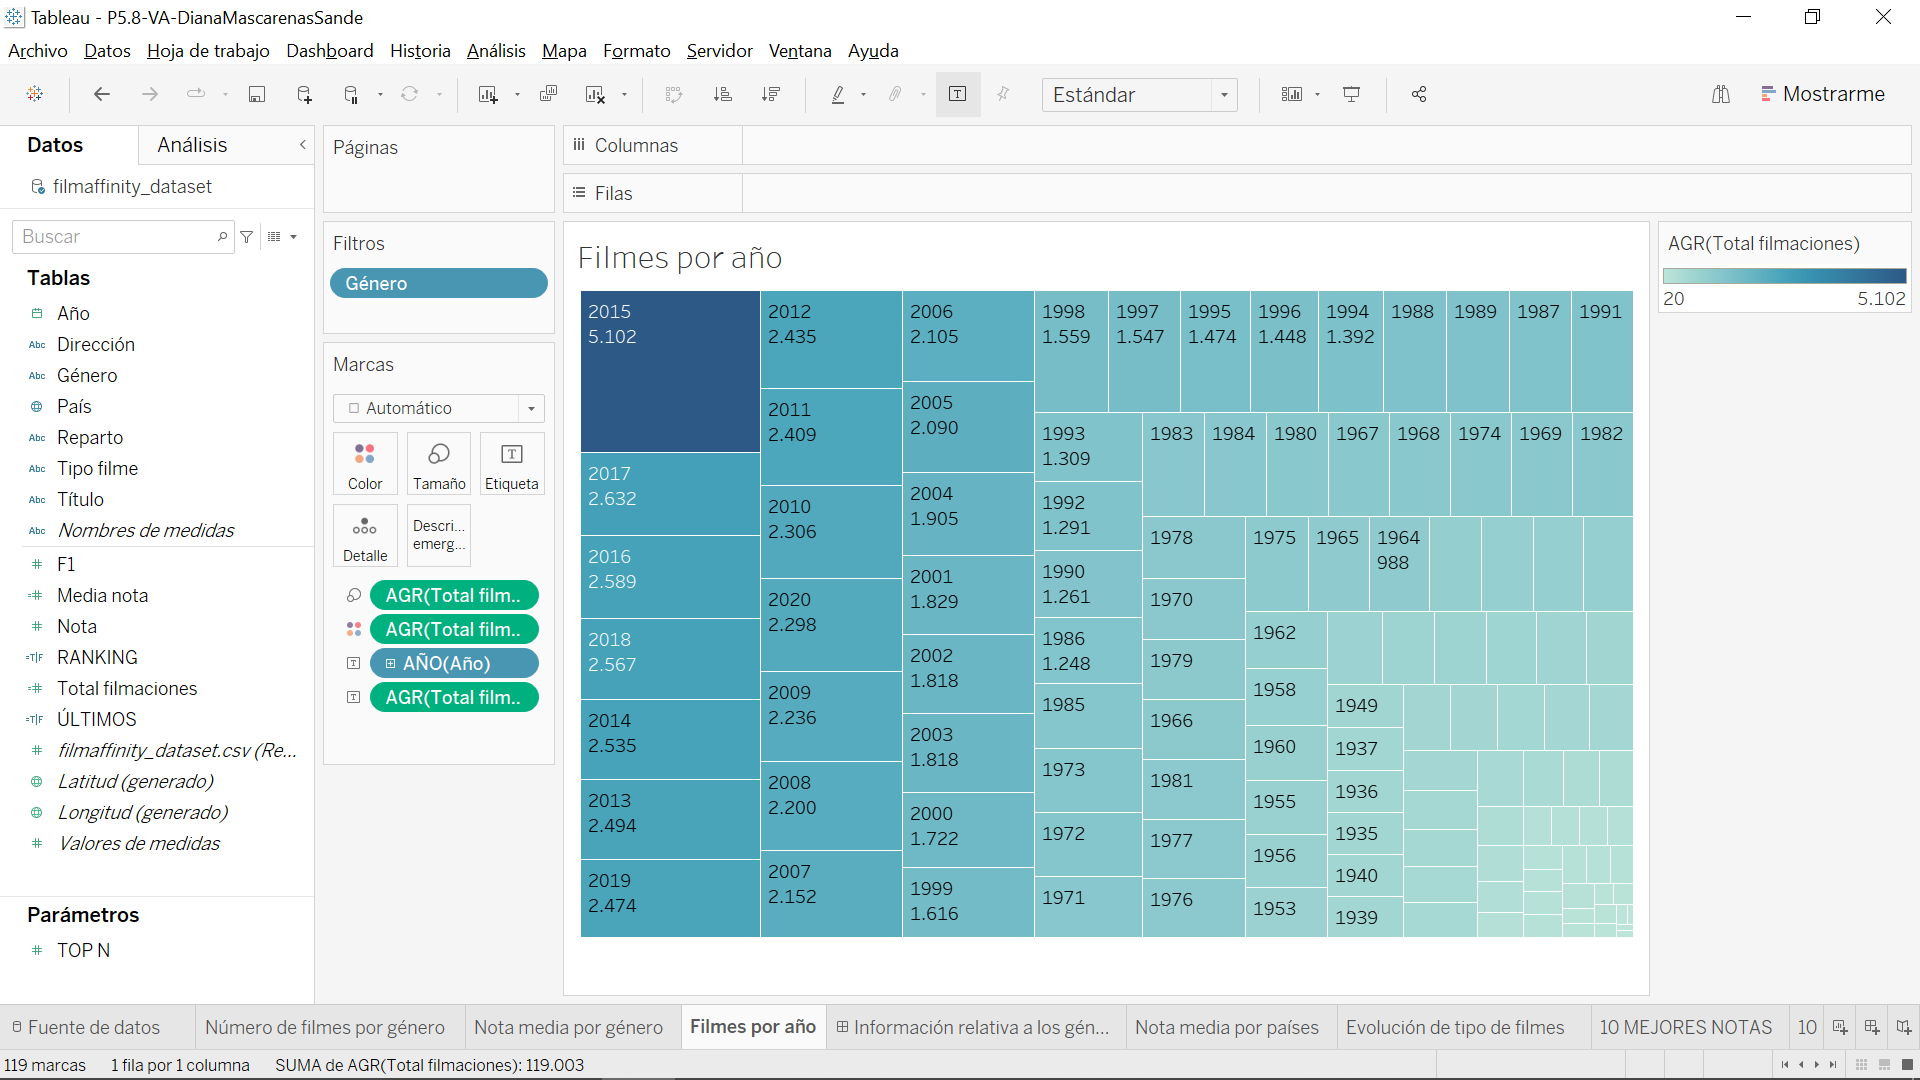 Tableau - P5.8-VA-DianaMascarenasSande
Archivo Datos Hoja de trabajo Dashboard Historia Análisis Mapa Formato Servidor Ventana Ayuda
Estándar
Mostrarme
Datos
Análisis
filmaffinity_dataset
Buscar
Tablas
Año
Abc Dirección
Abc Género
País
Abc Reparto
Abc Tipo filme
Abc Título
Abc Nombres de medidas
# F1
=# Media nota
# Nota
=T|F RANKING
=# Total filmaciones
=T|F ÚLTIMOS
# filmaffinity_dataset.csv (Re...
Latitud (generado)
Longitud (generado)
# Valores de medidas
Parámetros
# TOP N
Páginas
Filtros
Género
Marcas
Automático
Color
Tamaño
Etiqueta
Detalle
Descri...
emerg...
AGR(Total film..
AGR(Total film..
AÑO(Año)
AGR(Total film..
Columnas
Filas
Filmes por año
2015
5.102
2017
2.632
2016
2.589
2018
2.567
2014
2.535
2013
2.494
2019
2.474
2012
2.435
2011
2.409
2010
2.306
2020
2.298
2009
2.236
2008
2.200
2007
2.152
2006
2.105
2005
2.090
2004
1.905
2001
1.829
2002
1.818
2003
1.818
2000
1.722
1999
1.616
1998
1.559
1997
1.547
1995
1.474
1996
1.448
1994
1.392
1988
1989
1987
1991
1993
1.309
1992
1.291
1990
1.261
1986
1.248
1985
1973
1972
1971
1983
1984
1980
1967
1968
1974
1969
1982
1978
1970
1979
1966
1981
1977
1976
1975
1965
1964
988
1962
1958
1960
1955
1956
1953
1949
1937
1936
1935
1940
1939
AGR(Total filmaciones)
20 5.102
Fuente de datos
Número de filmes por género
Nota media por género
Filmes por año
Información relativa a los gén...
Nota media por países
Evolución de tipo de filmes
10 MEJORES NOTAS
10
119 marcas 1 fila por 1 columna SUMA de AGR(Total filmaciones): 119.003